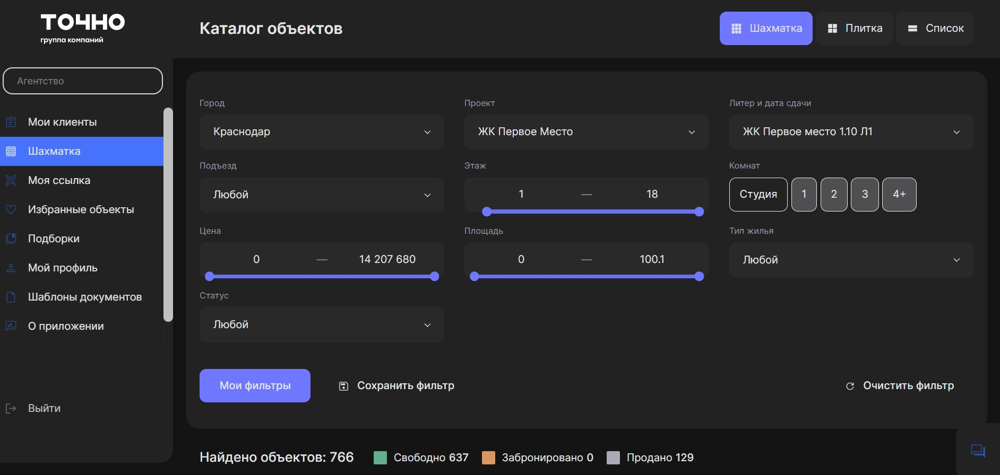 ТОЧНО
группа компаний
Каталог объектов
Шахматка
Плитка
Список
Агентство
Мои клиенты
Шахматка
Моя ссылка
Избранные объекты
Подборки
Мой профиль
Шаблоны документов
О приложении
Выйти
Город
Краснодар
Проект
ЖК Первое Место
Литер и дата сдачи
ЖК Первое место 1.10 Л1
Подъезд
Любой
Этаж
1 — 18
Комнат
Студия 1 2 3 4+
Цена
0 — 14 207 680
Площадь
0 — 100.1
Тип жилья
Любой
Статус
Любой
Мои фильтры
Сохранить фильтр
Очистить фильтр
Найдено объектов: 766
Свободно 637
Забронировано 0
Продано 129